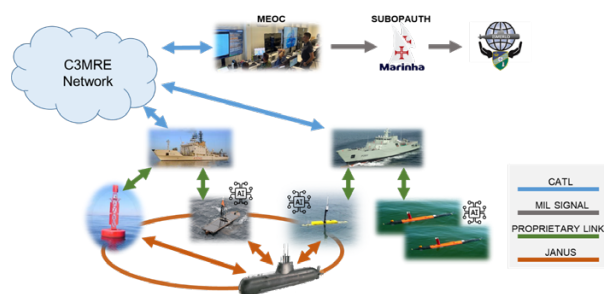 MEOC
SUBOPAUTH
C3MRE
Network
Marinha
AI
AI
AI
CATL
MIL SIGNAL
PROPRIETARY LINK
JANUS